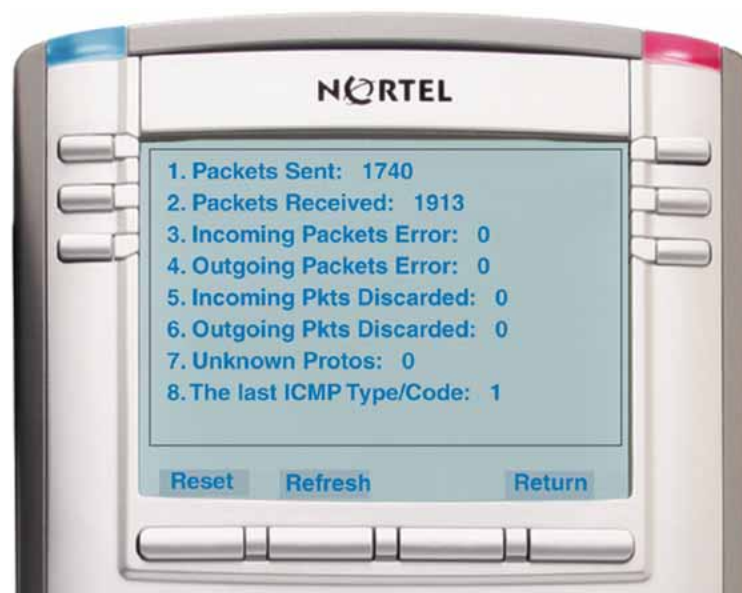 NORTEL
1. Packets Sent: 1740
2. Packets Received: 1913
3. Incoming Packets Error: 0
4. Outgoing Packets Error: 0
5. Incoming Pkts Discarded: 0
6. Outgoing Pkts Discarded: 0
7. Unknown Protos: 0
8. The last ICMP Type/Code: 1
Reset Refresh Return